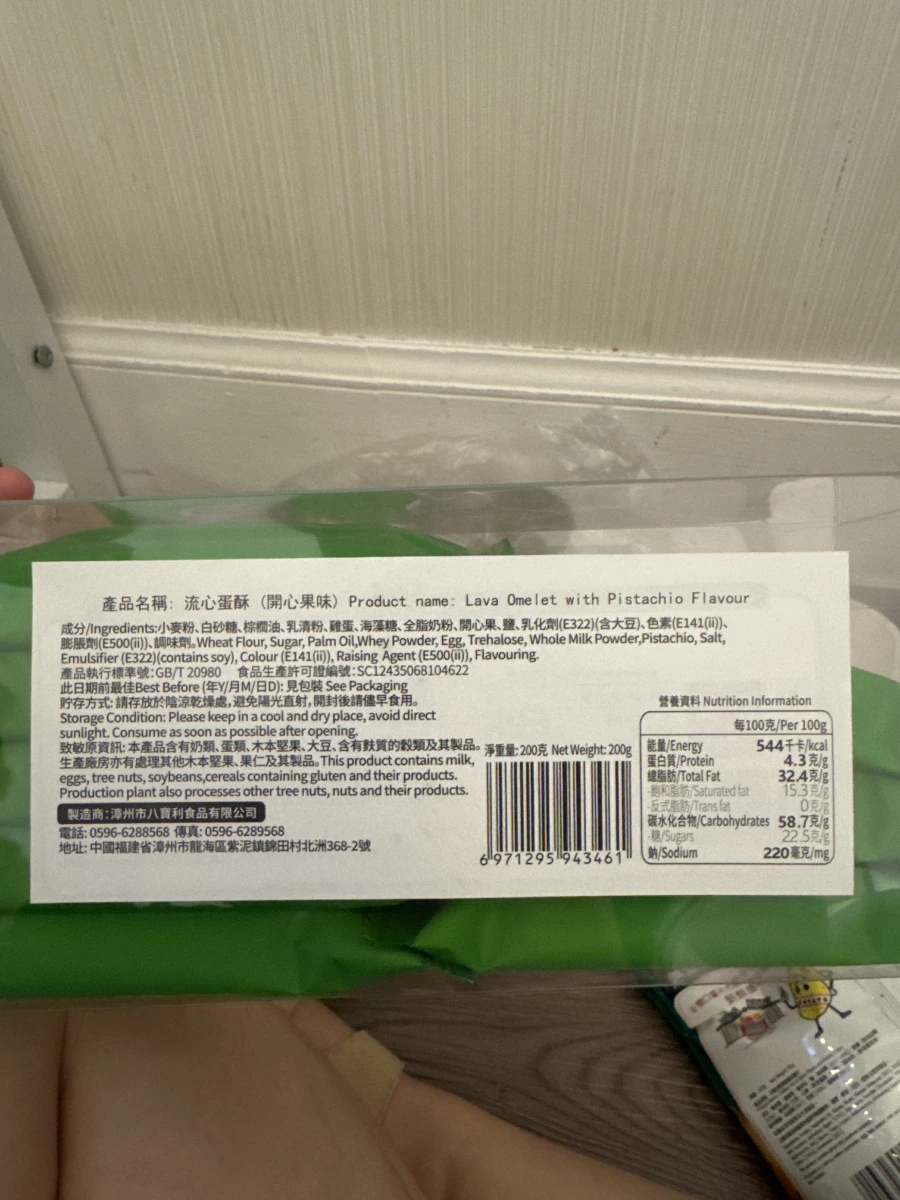 產品名稱: 流心蛋酥 (開心果味) Product name: Lava Omelet with Pistachio Flavour
成分/Ingredients:小麥粉、白砂糖、棕櫚油、乳清粉、雞蛋、海藻糖、全脂奶粉、開心果、鹽、乳化劑(E322)(含大豆)、色素(E141(ii))、
膨脹劑(E500(ii))、調味劑。Wheat Flour, Sugar, Palm Oil,Whey Powder, Egg, Trehalose, Whole Milk Powder,Pistachio, Salt,
Emulsifier (E322)(contains soy), Colour (E141(ii)), Raising Agent (E500(ii)), Flavouring.
產品執行標準號:GB/T 20980 食品生產許可證編號:SC12435068104622
此日期前最佳Best Before (年Y/月M/日D): 見包裝 See Packaging
貯存方式: 請存放於陰涼乾燥處,避免陽光直射,開封後請儘早食用。
Storage Condition: Please keep in a cool and dry place, avoid direct
sunlight. Consume as soon as possible after opening.
致敏原資訊: 本產品含有奶類、蛋類、木本堅果、大豆、含有麩質的穀類及其製品。
生產廠房亦有處理其他木本堅果、果仁及其製品。This product contains milk,
eggs, tree nuts, soybeans,cereals containing gluten and their products.
Production plant also processes other tree nuts, nuts and their products.
製造商:漳州市八寶利食品有限公司
電話: 0596-6288568 傳真: 0596-6289568
地址: 中國福建省漳州市龍海區紫泥鎮錦田村北洲368-2號
淨重量: 200克 Net Weight: 200g
6 971295 943461
營養資料 Nutrition Information
每100克/Per 100g
能量/Energy 544千卡/kcal
蛋白質/Protein 4.3克/g
總脂肪/Total Fat 32.4克/g
-飽和脂肪/Saturated fat 15.3克/g
-反式脂肪/Trans fat 0克/g
碳水化合物/Carbohydrates 58.7克/g
-糖/Sugars 22.5克/g
鈉/Sodium 220毫克/mg